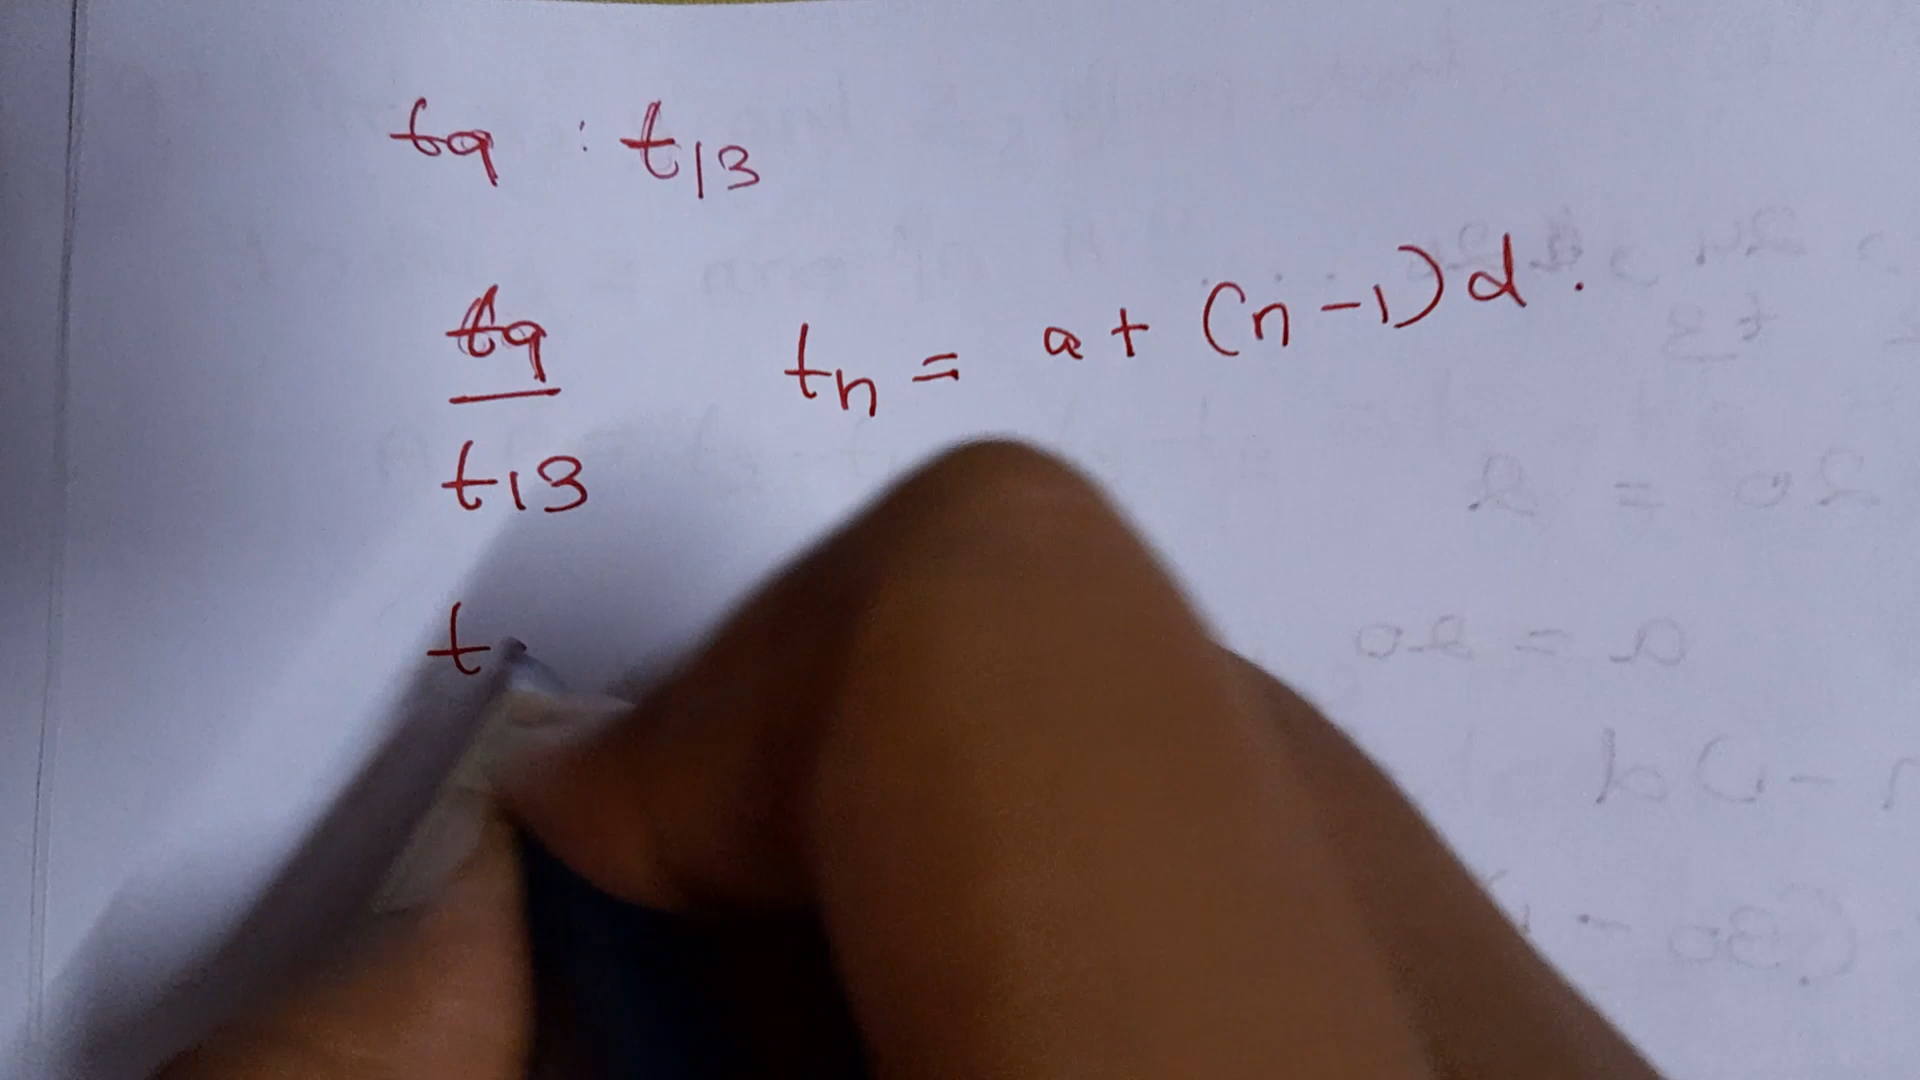 t9 : t13
t9
t13
tn = a + (n-1)d.
t